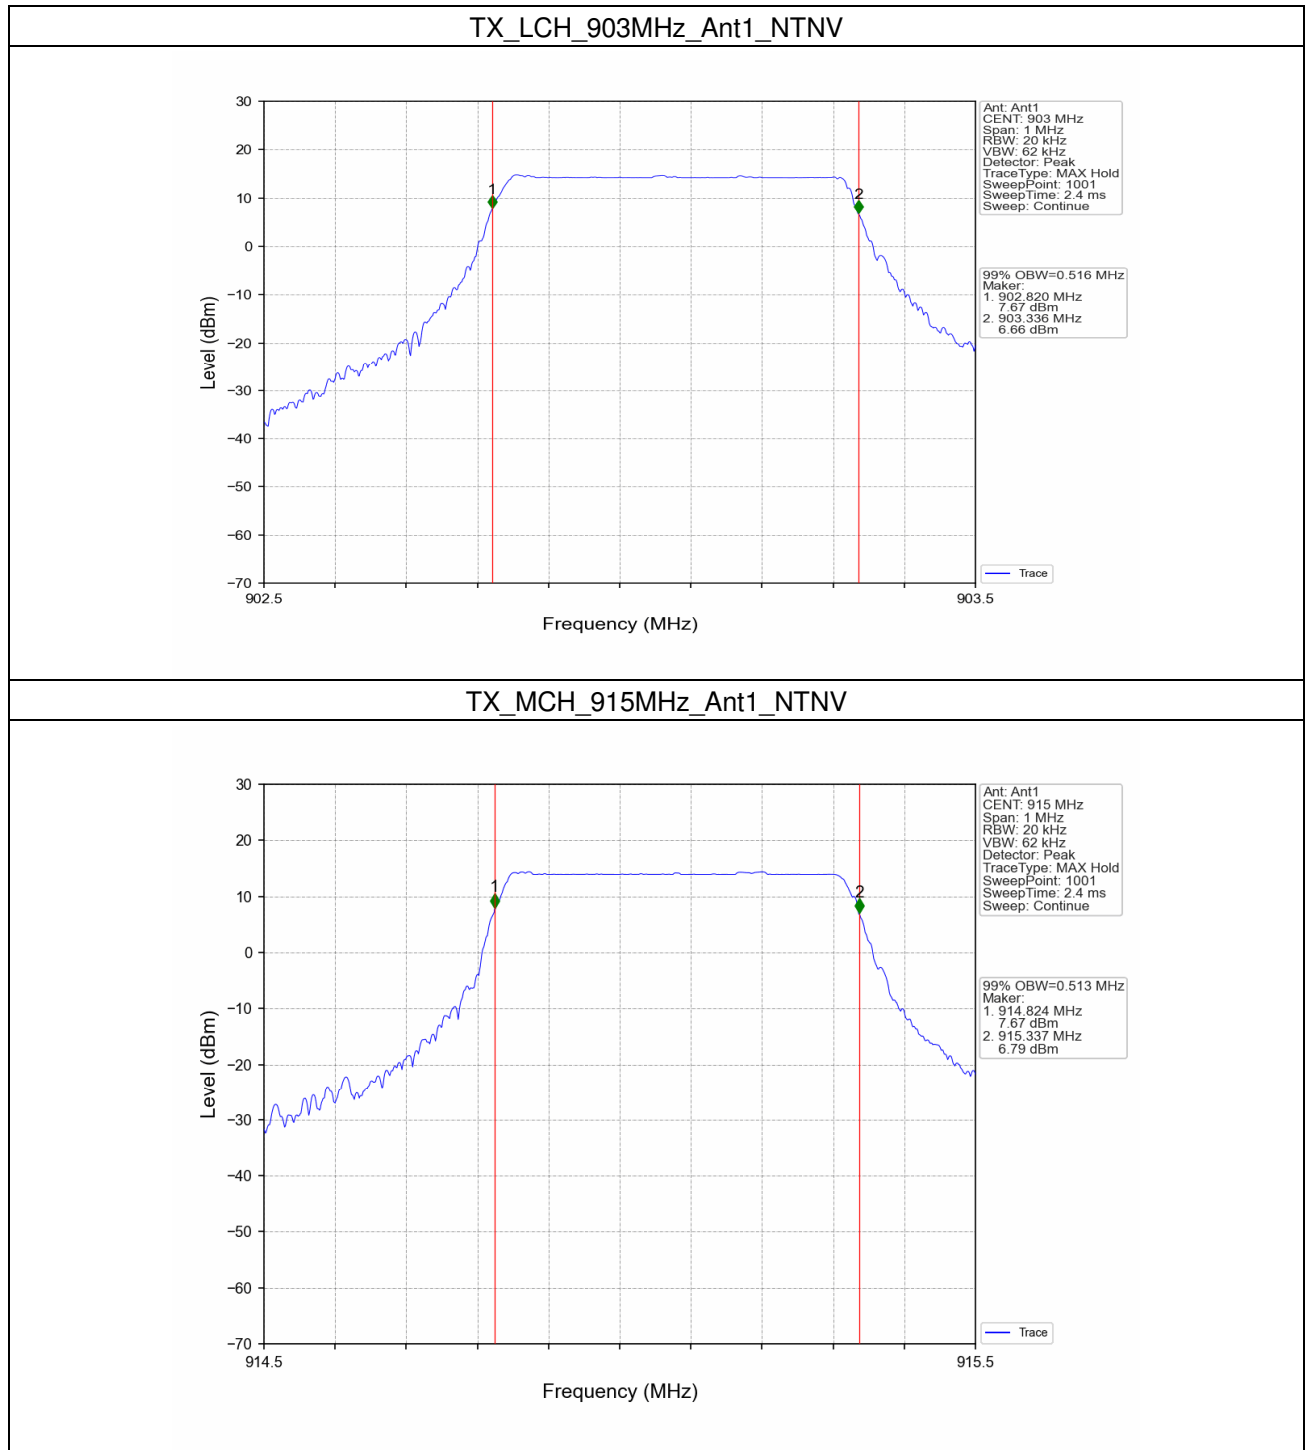 TX_LCH_903MHz_Ant1_NTNV
30
20
10
0
−10
−20
−30
−40
−50
−60
−70
Level (dBm)
1
2
902.5
903.5
Frequency (MHz)
Ant: Ant1
CENT: 903 MHz
Span: 1 MHz
RBW: 20 kHz
VBW: 62 kHz
Detector: Peak
TraceType: MAX Hold
SweepPoint: 1001
SweepTime: 2.4 ms
Sweep: Continue
99% OBW=0.516 MHz
Maker:
1. 902.820 MHz
7.67 dBm
2. 903.336 MHz
6.66 dBm
Trace
TX_MCH_915MHz_Ant1_NTNV
30
20
10
0
−10
−20
−30
−40
−50
−60
−70
Level (dBm)
1
2
914.5
915.5
Frequency (MHz)
Ant: Ant1
CENT: 915 MHz
Span: 1 MHz
RBW: 20 kHz
VBW: 62 kHz
Detector: Peak
TraceType: MAX Hold
SweepPoint: 1001
SweepTime: 2.4 ms
Sweep: Continue
99% OBW=0.513 MHz
Maker:
1. 914.824 MHz
7.67 dBm
2. 915.337 MHz
6.79 dBm
Trace